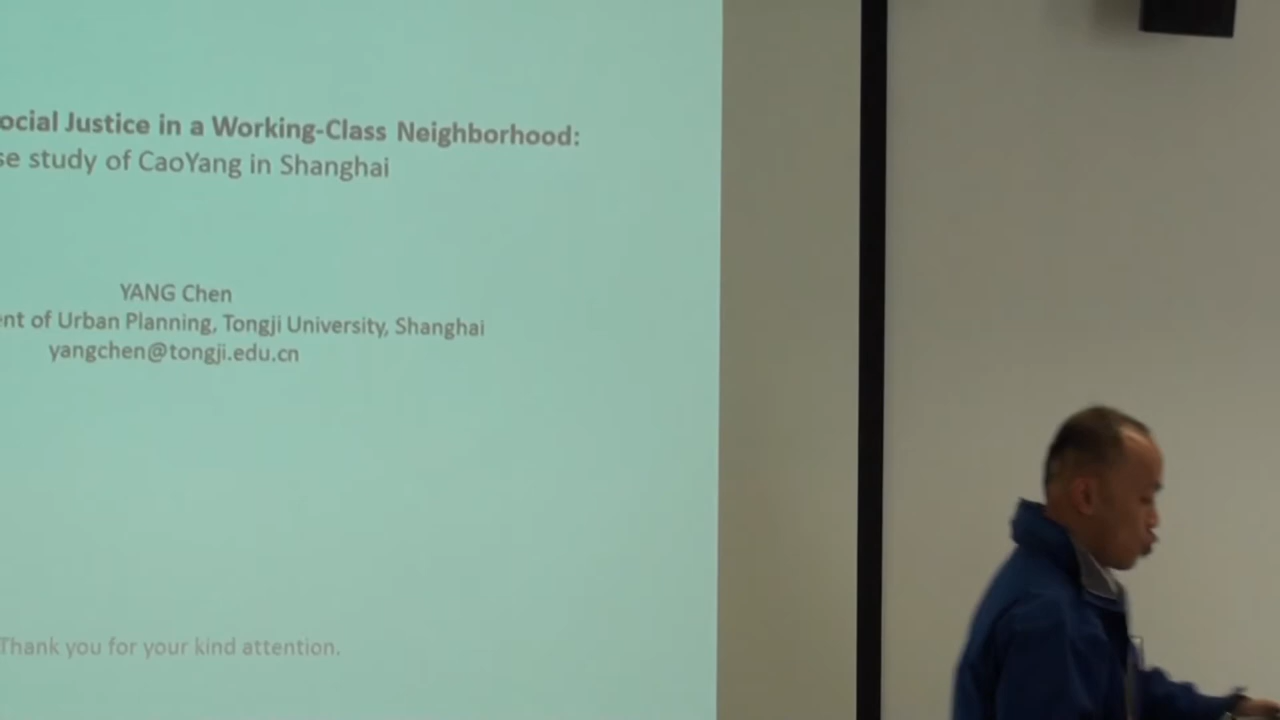 ocial Justice in a Working-Class Neighborhood:
se study of CaoYang in Shanghai
YANG Chen
ent of Urban Planning, Tongji University, Shanghai
yangchen@tongji.edu.cn
Thank you for your kind attention.